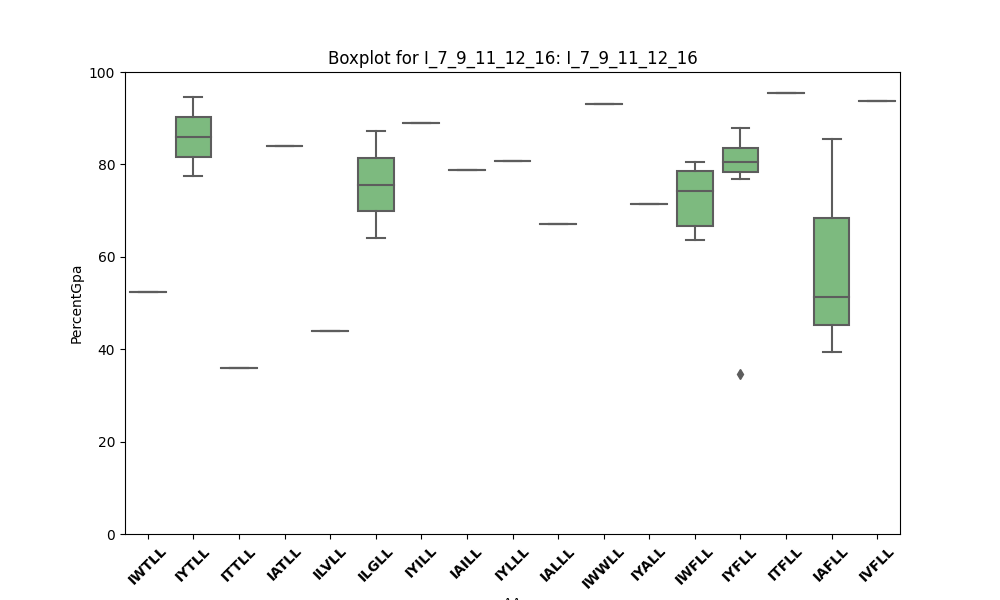 Boxplot for I_7_9_11_12_16: I_7_9_11_12_16
PercentGpa
100
80
60
40
20
0
IWTLL
IYTLL
ITTLL
IATLL
ILVLL
ILGLL
IYILL
IAILL
IYLLL
IALLL
IWWLL
IYALL
IWFLL
IYFLL
ITFLL
IAFLL
IVFLL